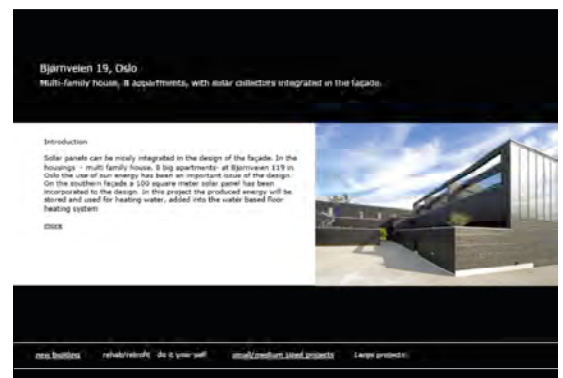 Bjørnveien 19, Oslo
Multi-family house, 8 appartments, with solar collectors integrated in the façade.
Introduction
Solar panels can be nicely integrated in the design of the façade. In the
housings - multi family house, 8 big apartments- at Bjørnveien 119 in
Oslo the use of sun energy has been an important issue of the design.
On the southern façade a 100 square meter solar panel has been
incorporated to the design. In this project the produced energy will be
stored and used for heating water, added into the water based floor
heating system
more
new building rehab/retrofit do it your self small/medium sized projects Large projects